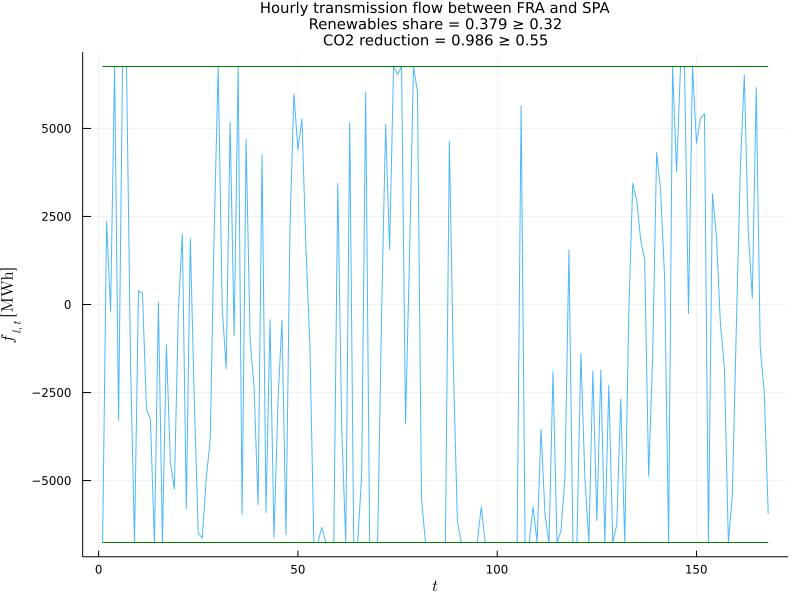 Hourly transmission flow between FRA and SPA
Renewables share = 0.379 ≥ 0.32
CO2 reduction = 0.986 ≥ 0.55
5000
2500
0
−2500
−5000
f_{l,t} [MWh]
0
50
100
150
t